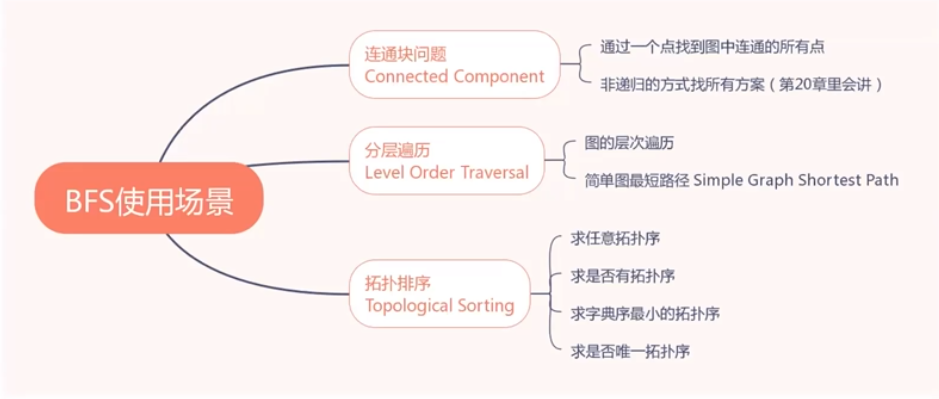 BFS使用场景
连通块问题
Connected Component
通过一个点找到图中连通的所有点
非递归的方式找所有方案（第20章里会讲）
分层遍历
Level Order Traversal
图的层次遍历
简单图最短路径 Simple Graph Shortest Path
拓扑排序
Topological Sorting
求任意拓扑序
求是否有拓扑序
求字典序最小的拓扑序
求是否唯一拓扑序